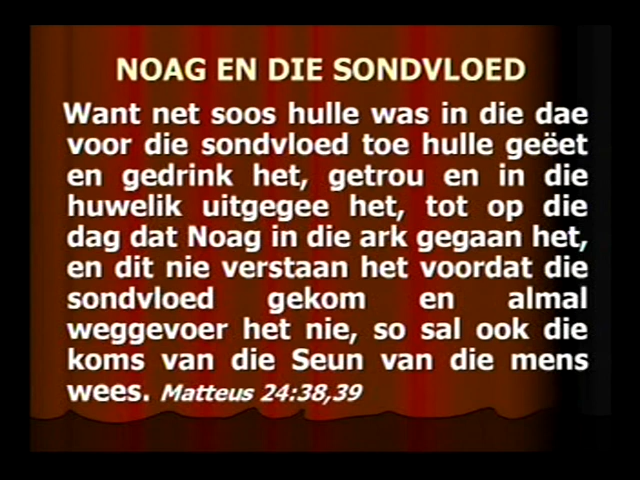 NOAG EN DIE SONDVLOED
Want net soos hulle was in die dae
voor die sondvloed toe hulle geëet
en gedrink het, getrou en in die
huwelik uitgegee het, tot op die
dag dat Noag in die ark gegaan het,
en dit nie verstaan het voordat die
sondvloed gekom en almal
weggevoer het nie, so sal ook die
koms van die Seun van die mens
wees. Matteus 24:38,39